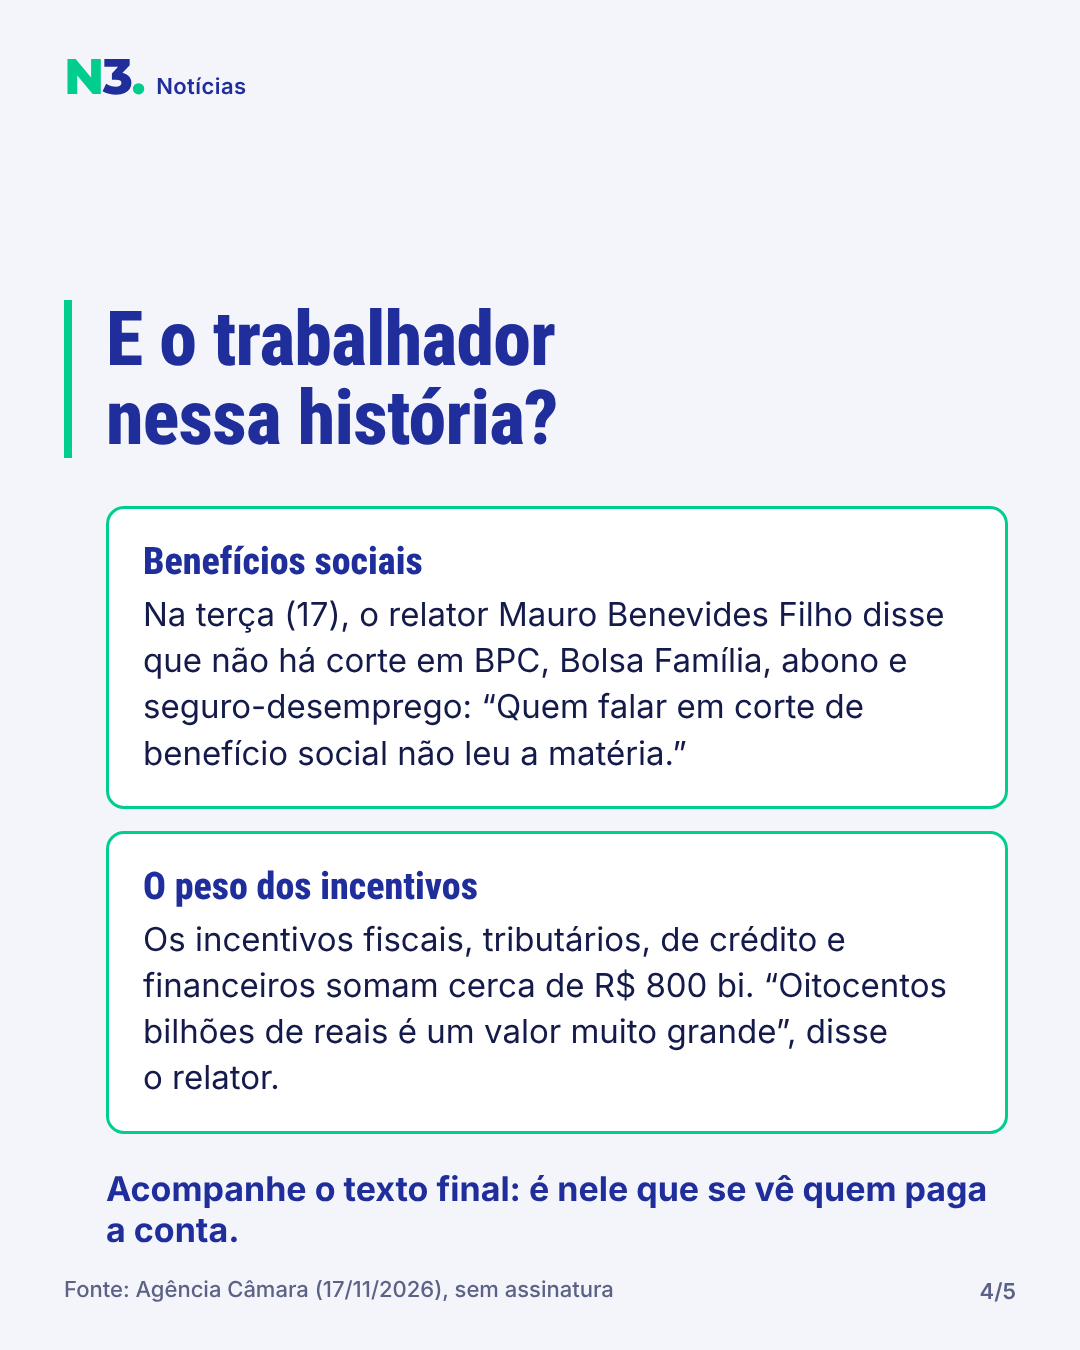 N3. Notícias
E o trabalhador
nessa história?
Benefícios sociais
Na terça (17), o relator Mauro Benevides Filho disse
que não há corte em BPC, Bolsa Família, abono e
seguro-desemprego: “Quem falar em corte de
benefício social não leu a matéria.”
O peso dos incentivos
Os incentivos fiscais, tributários, de crédito e
financeiros somam cerca de R$ 800 bi. “Oitocentos
bilhões de reais é um valor muito grande”, disse
o relator.
Acompanhe o texto final: é nele que se vê quem paga
a conta.
Fonte: Agência Câmara (17/11/2026), sem assinatura
4/5